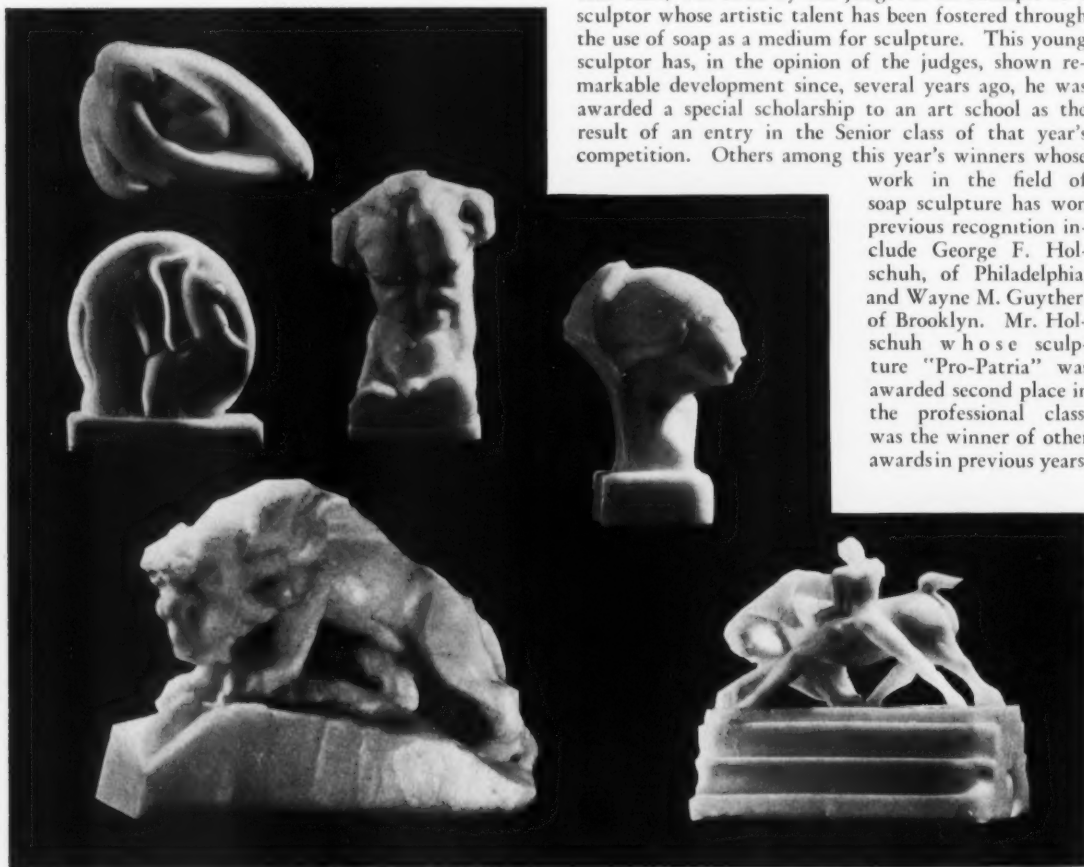 sculptor whose artistic talent has been fostered through
the use of soap as a medium for sculpture. This young
sculptor has, in the opinion of the judges, shown re-
markable development since, several years ago, he was
awarded a special scholarship to an art school as the
result of an entry in the Senior class of that year's
competition. Others among this year's winners whose
work in the field of
soap sculpture has won
previous recognition in-
clude George F. Hol-
schuh, of Philadelphia
and Wayne M. Guyther
of Brooklyn. Mr. Hol-
schuh whose sculp-
ture "Pro-Patria" was
awarded second place in
the professional class
was the winner of other
awards in previous years